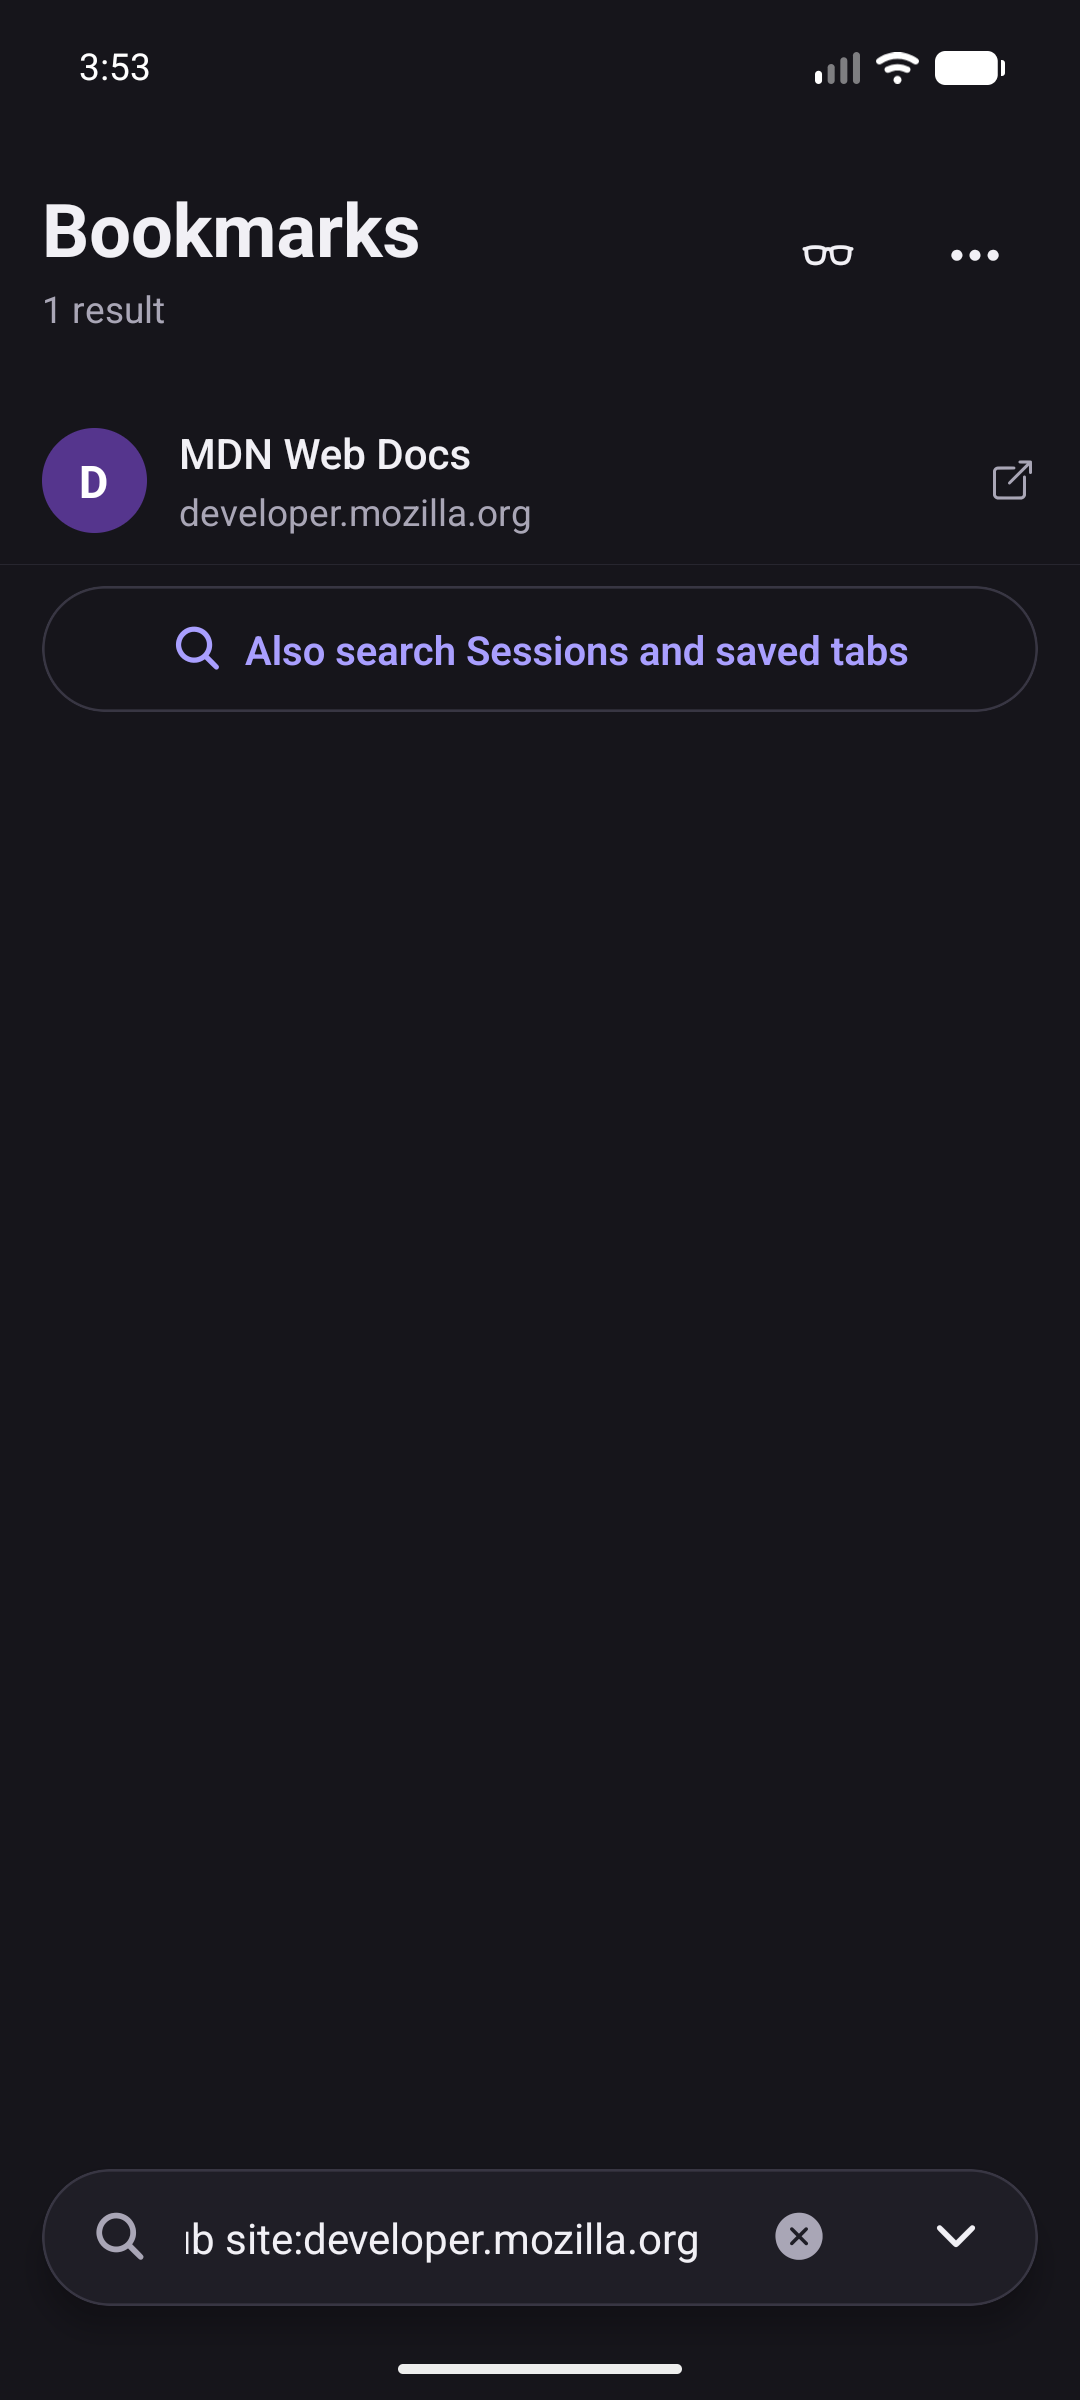 3:53
Bookmarks
1 result
D
MDN Web Docs
developer.mozilla.org
Also search Sessions and saved tabs
site:developer.mozilla.org